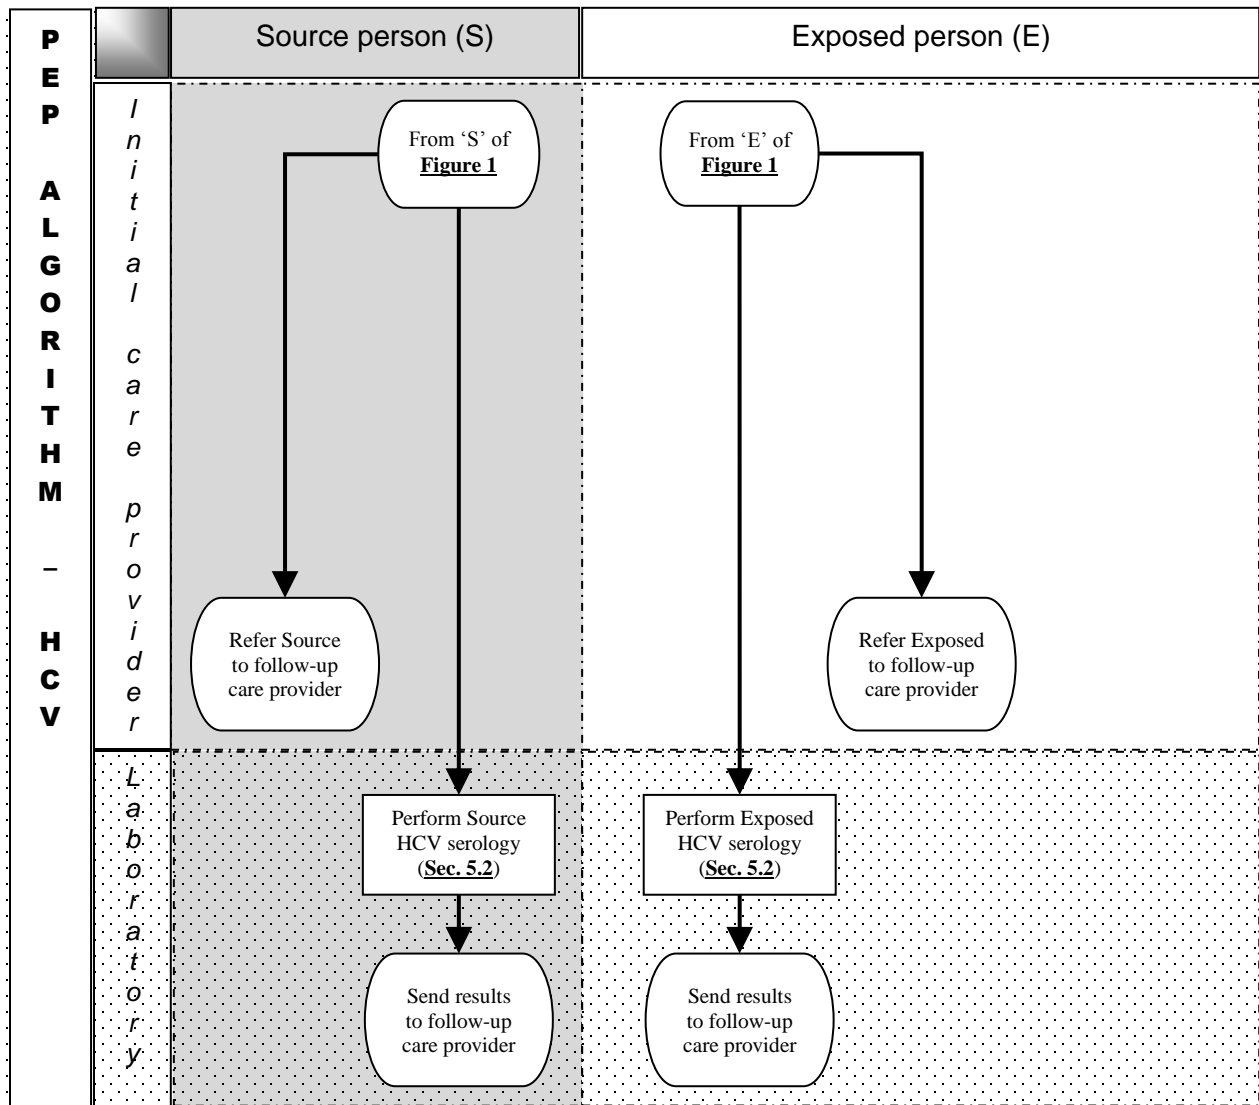 PEP ALGORITHM – HCV
Source person (S)
Exposed person (E)
Initial care provider
From ‘S’ of
Figure 1
From ‘E’ of
Figure 1
Refer Source
to follow-up
care provider
Refer Exposed
to follow-up
care provider
Laboratory
Perform Source
HCV serology
(Sec. 5.2)
Perform Exposed
HCV serology
(Sec. 5.2)
Send results
to follow-up
care provider
Send results
to follow-up
care provider